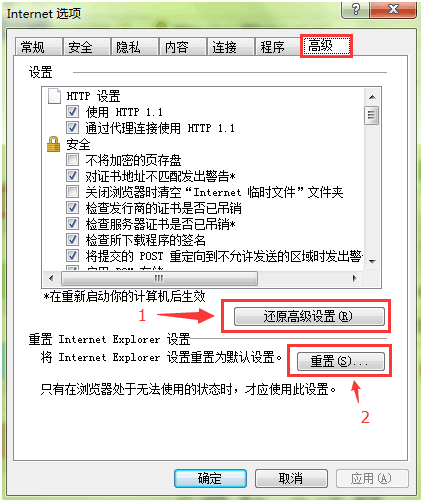 Internet 选项
常规 安全 隐私 内容 连接 程序 高级
设置
HTTP 设置
使用 HTTP 1.1
通过代理连接使用 HTTP 1.1
安全
不将加密的页存盘
对证书地址不匹配发出警告*
关闭浏览器时清空“Internet 临时文件”文件夹
检查发行商的证书是否已吊销
检查服务器证书是否已吊销*
检查所下载程序的签名
将提交的 POST 重定向到不允许发送的区域时发出警
*在重新启动你的计算机后生效
1
还原高级设置(R)
重置 Internet Explorer 设置
将 Internet Explorer 设置重置为默认设置。
重置(S)...
只有在浏览器处于无法使用的状态时，才应使用此设置。
2
确定 取消 应用(A)